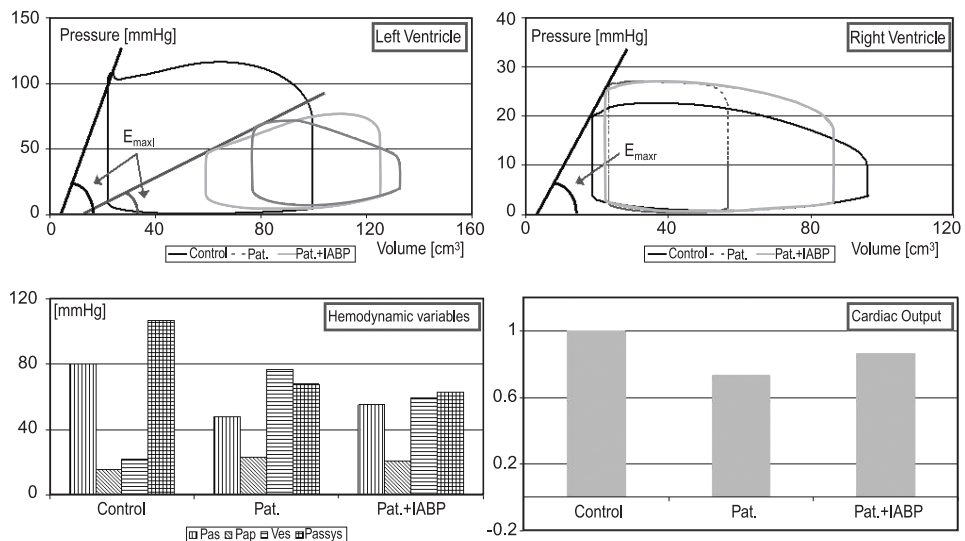 150
Pressure [mmHg]
Left Ventricle
100
E maxl
50
0
0 40 80 120 160
Volume [cm³]
Control Pat. Pat.+IABP
40
Pressure [mmHg]
Right Ventricle
30
20
E maxr
10
0
0 40 80 120
Volume [cm³]
Control Pat. Pat.+IABP
120
[mmHg]
Hemodynamic variables
80
40
0
Control Pat. Pat.+IABP
Pas Pap Ves Passys
Cardiac Output
1
0.6
0.2
-0.2
Control Pat. Pat.+IABP